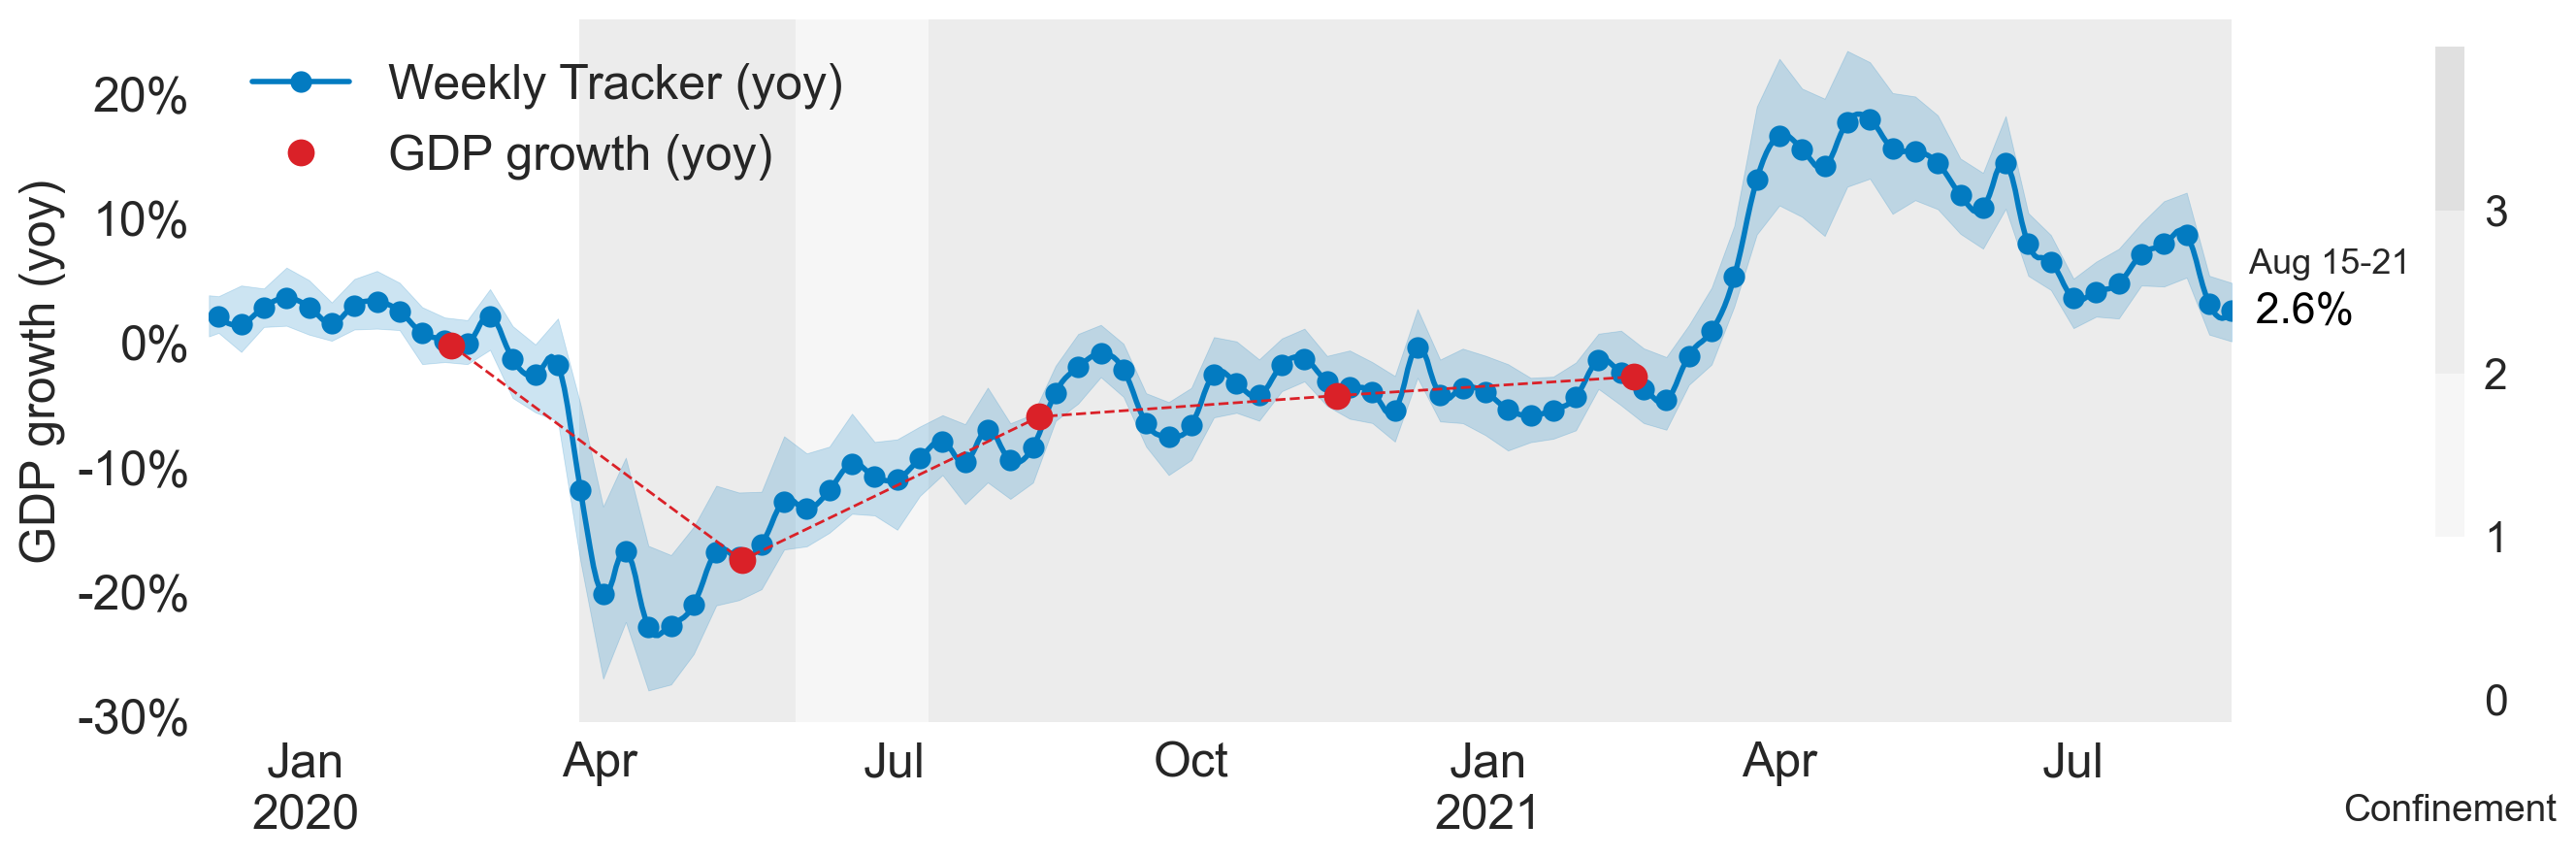 Weekly Tracker (yoy)
GDP growth (yoy)
GDP growth (yoy)
20%
10%
0%
-10%
-20%
-30%
Jan
2020
Apr
Jul
Oct
Jan
2021
Apr
Jul
Aug 15-21
2.6%
3
2
1
0
Confinement